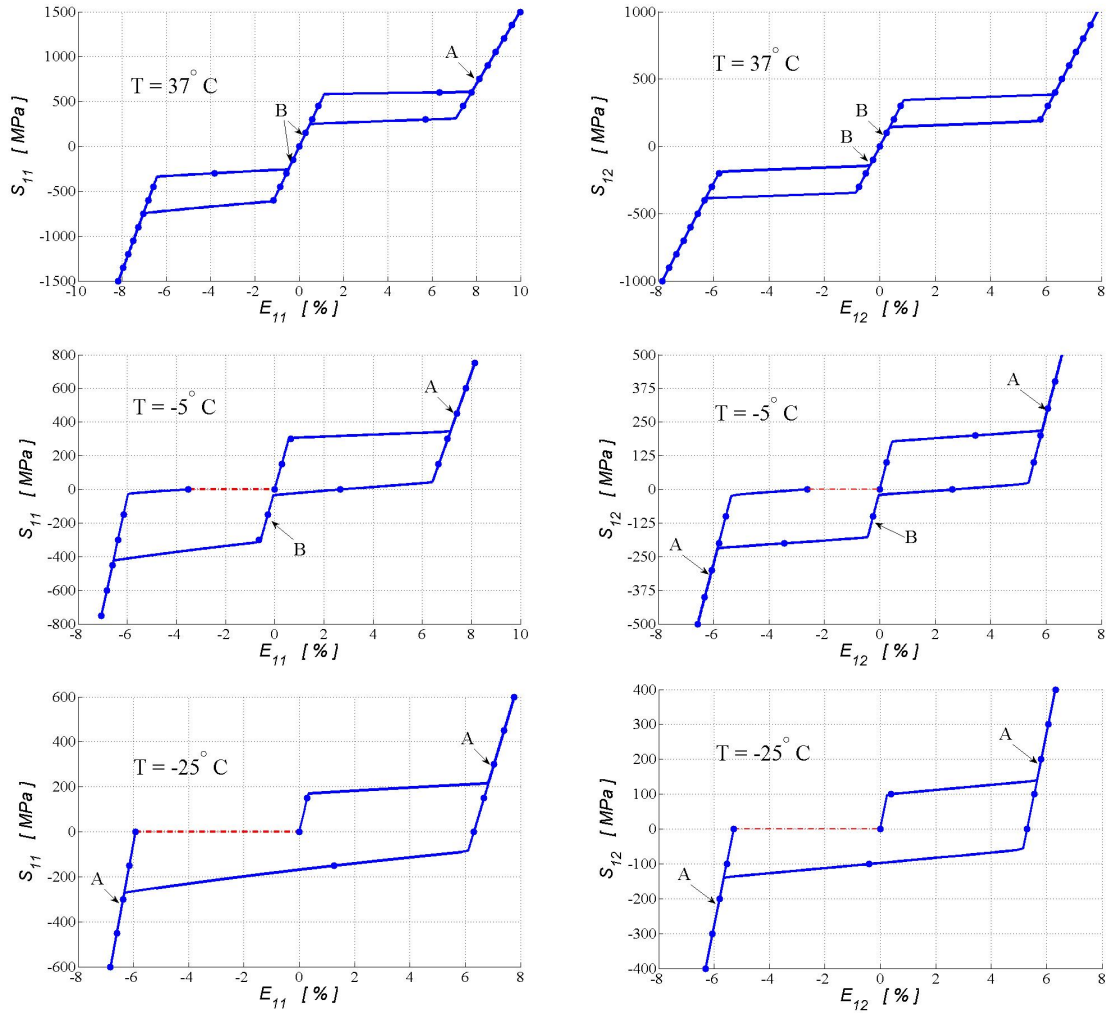 1500
1000
500
0
-500
-1000
-1500
S11 [ MPa]
T = 37° C
A
B
-10 -8 -6 -4 -2 0 2 4 6 8 10
E11 [ % ]
1000
500
0
-500
-1000
S12 [ MPa]
T = 37° C
B
B
-8 -6 -4 -2 0 2 4 6 8
E12 [ % ]
800
600
400
200
0
-200
-400
-600
-800
S11 [ MPa]
T = -5° C
A
B
-8 -6 -4 -2 0 2 4 6 8 10
E11 [ % ]
500
375
250
125
0
-125
-250
-375
-500
S12 [ MPa]
T = -5° C
A
B
A
-8 -6 -4 -2 0 2 4 6 8
E12 [ % ]
600
400
200
0
-200
-400
-600
S11 [ MPa]
T = -25° C
A
A
-8 -6 -4 -2 0 2 4 6 8
E11 [ % ]
400
300
200
100
0
-100
-200
-300
-400
S12 [ MPa]
T = -25° C
A
A
-8 -6 -4 -2 0 2 4 6 8
E12 [ % ]